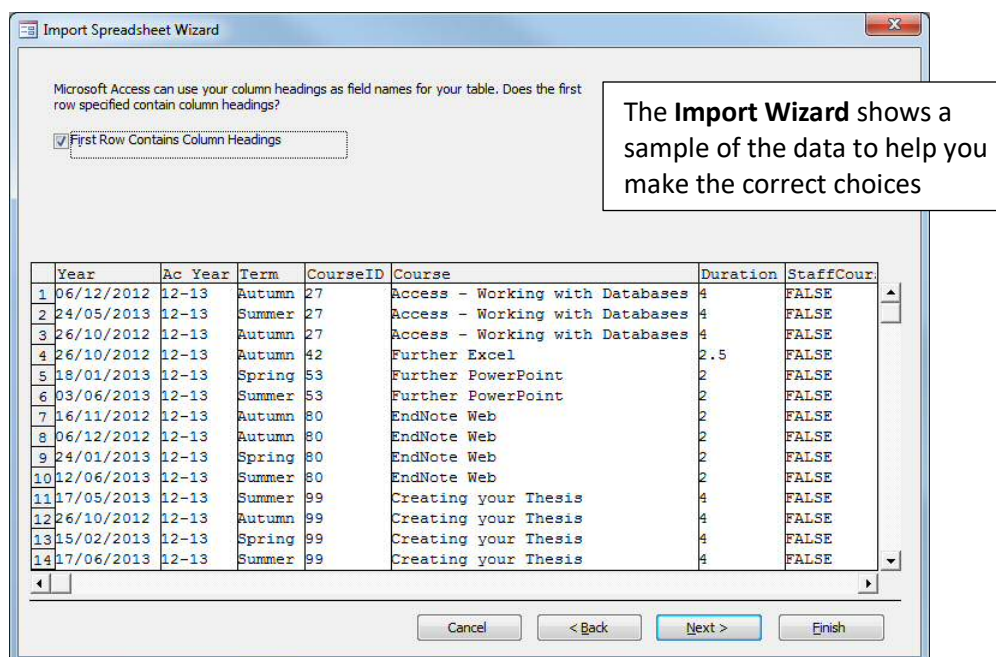 Import Spreadsheet Wizard
Microsoft Access can use your column headings as field names for your table. Does the first
row specified contain column headings?
First Row Contains Column Headings
The Import Wizard shows a
sample of the data to help you
make the correct choices
Year Ac Year Term CourseID Course Duration StaffCour
1 06/12/2012 12-13 Autumn 27 Access - Working with Databases 4 FALSE
2 24/05/2013 12-13 Summer 27 Access - Working with Databases 4 FALSE
3 26/10/2012 12-13 Autumn 27 Access - Working with Databases 4 FALSE
4 26/10/2012 12-13 Autumn 42 Further Excel 2.5 FALSE
5 18/01/2013 12-13 Spring 53 Further PowerPoint 2 FALSE
6 03/06/2013 12-13 Summer 53 Further PowerPoint 2 FALSE
7 16/11/2012 12-13 Autumn 80 EndNote Web 2 FALSE
8 06/12/2012 12-13 Autumn 80 EndNote Web 2 FALSE
9 24/01/2013 12-13 Spring 80 EndNote Web 2 FALSE
10 12/06/2013 12-13 Summer 80 EndNote Web 2 FALSE
11 17/05/2013 12-13 Summer 99 Creating your Thesis 4 FALSE
12 26/10/2012 12-13 Autumn 99 Creating your Thesis 4 FALSE
13 15/02/2013 12-13 Spring 99 Creating your Thesis 4 FALSE
14 17/06/2013 12-13 Summer 99 Creating your Thesis 4 FALSE
Cancel < Back Next > Finish